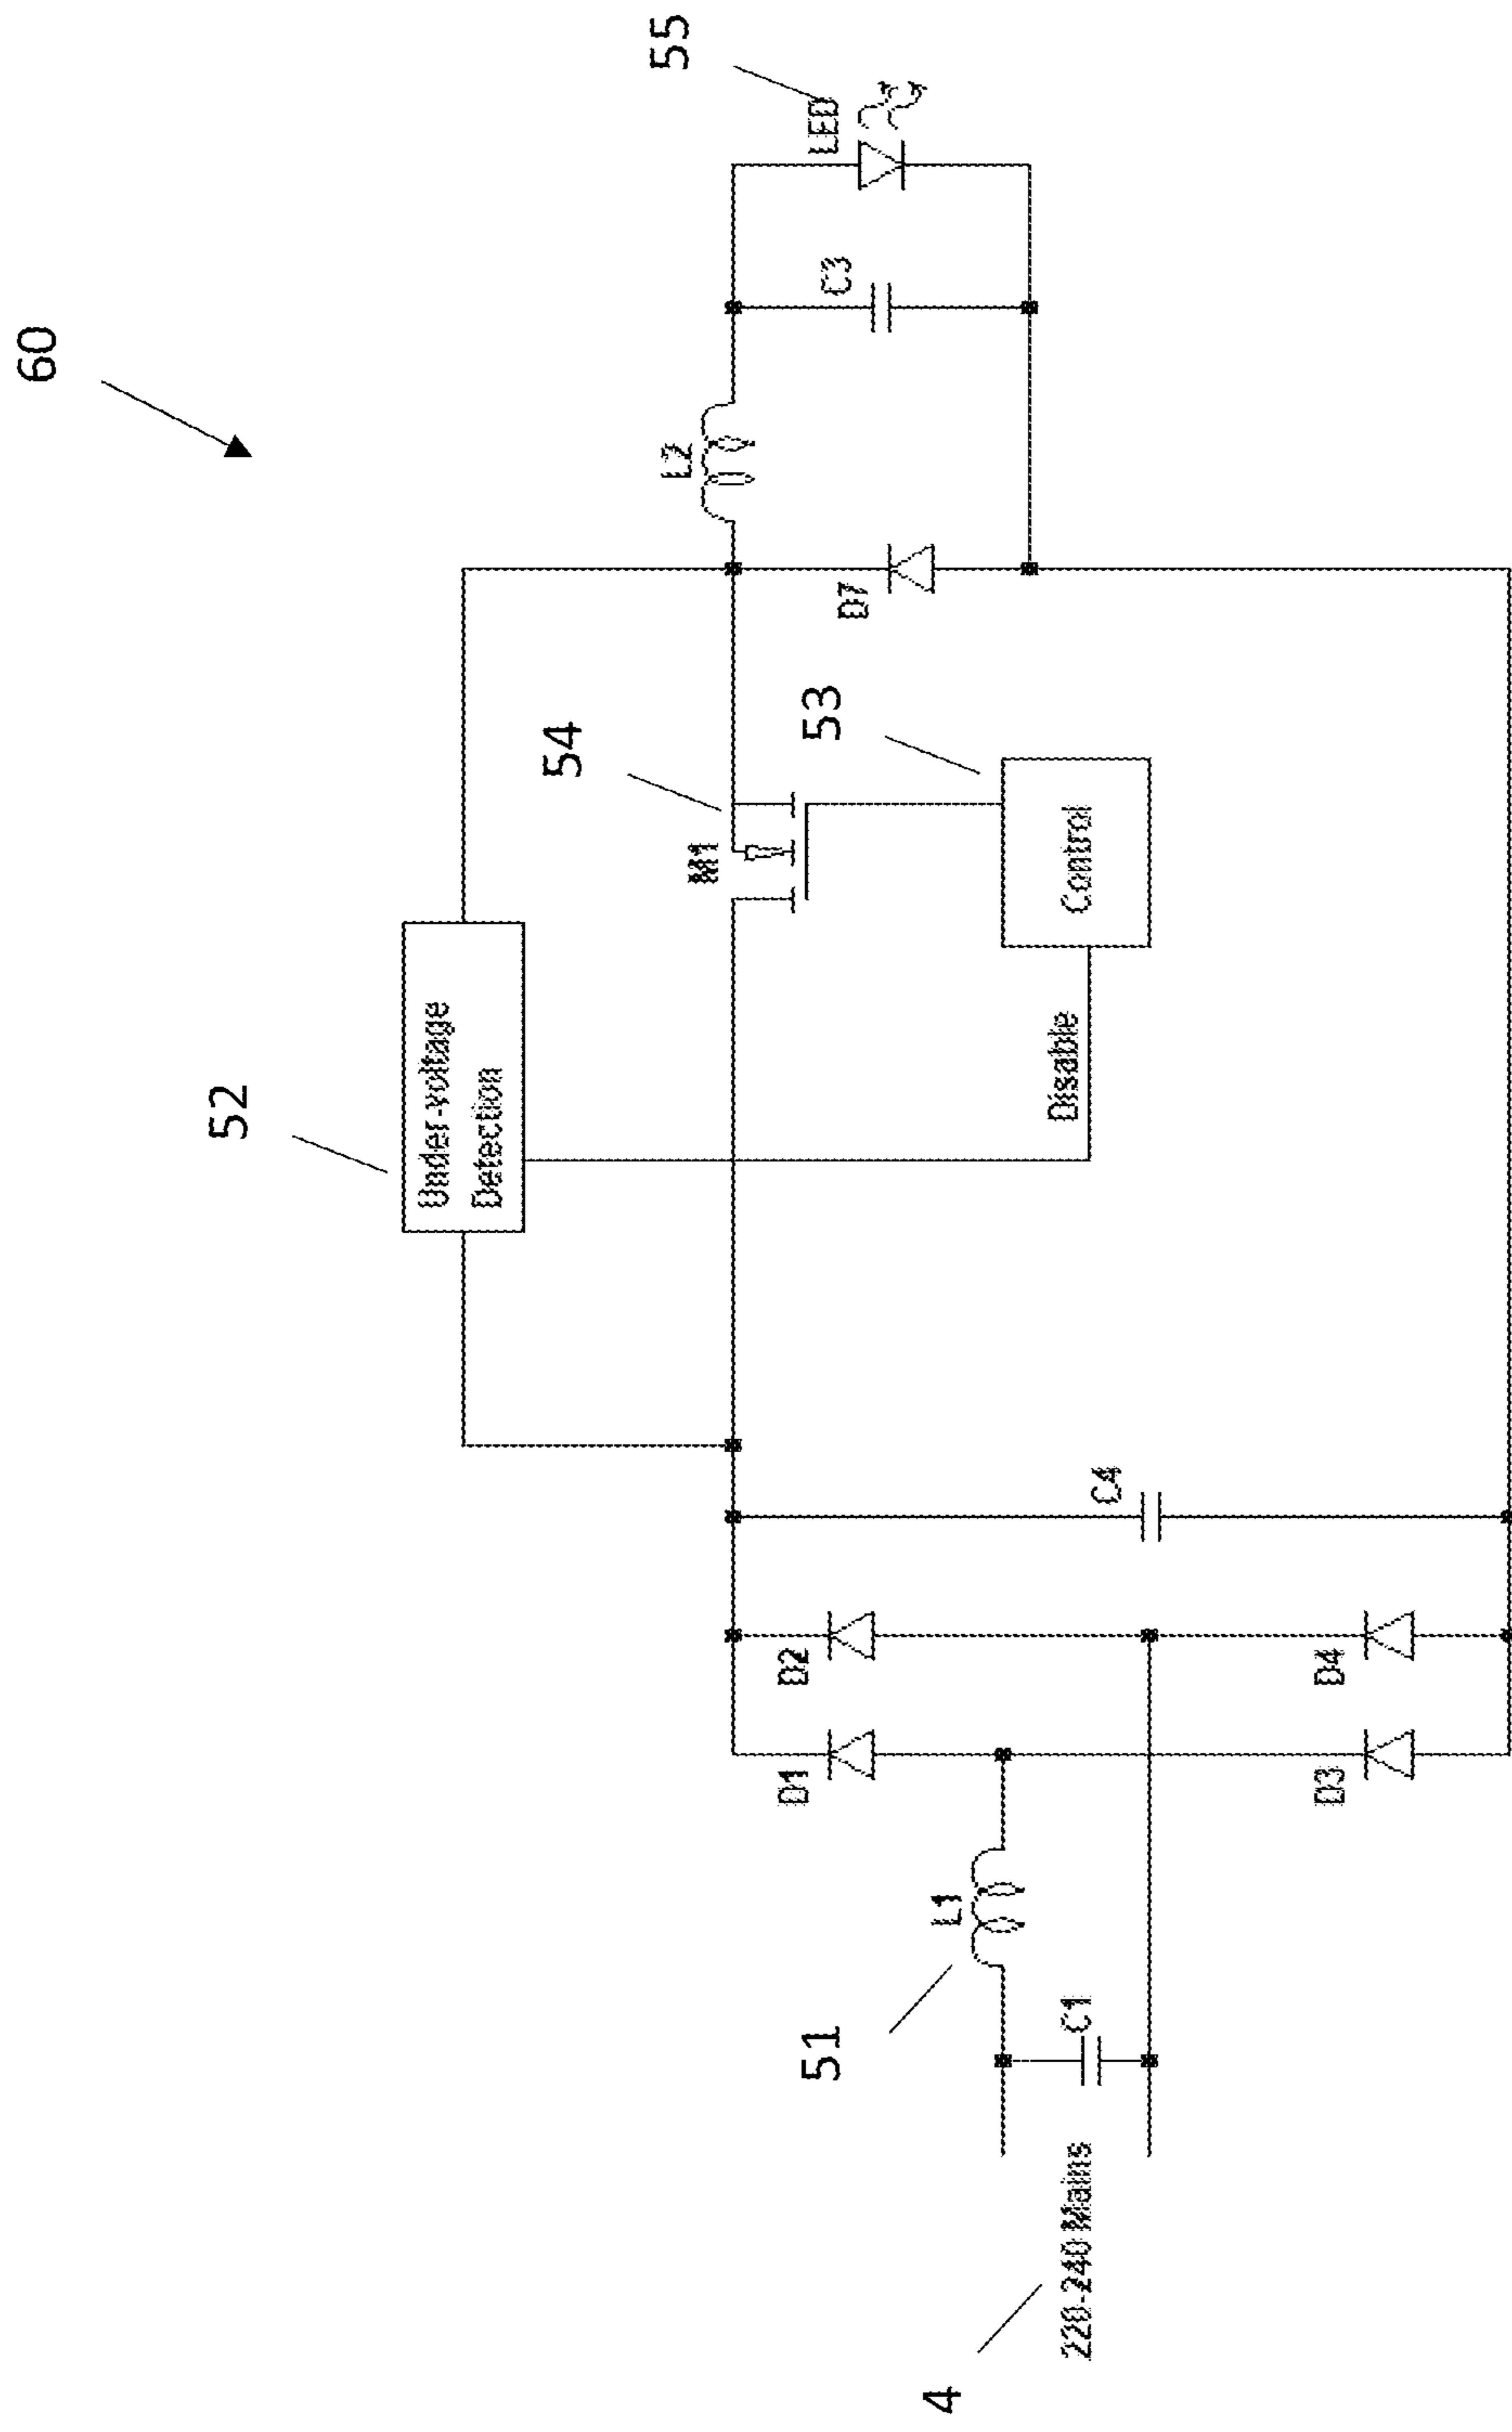 60
52
Under-voltage
Detection
54
M1
L2
55
LED
C3
D7
53
Control
Disable
C4
D2
D1
D4
D3
L1
51
C1
220-240 Mains
4